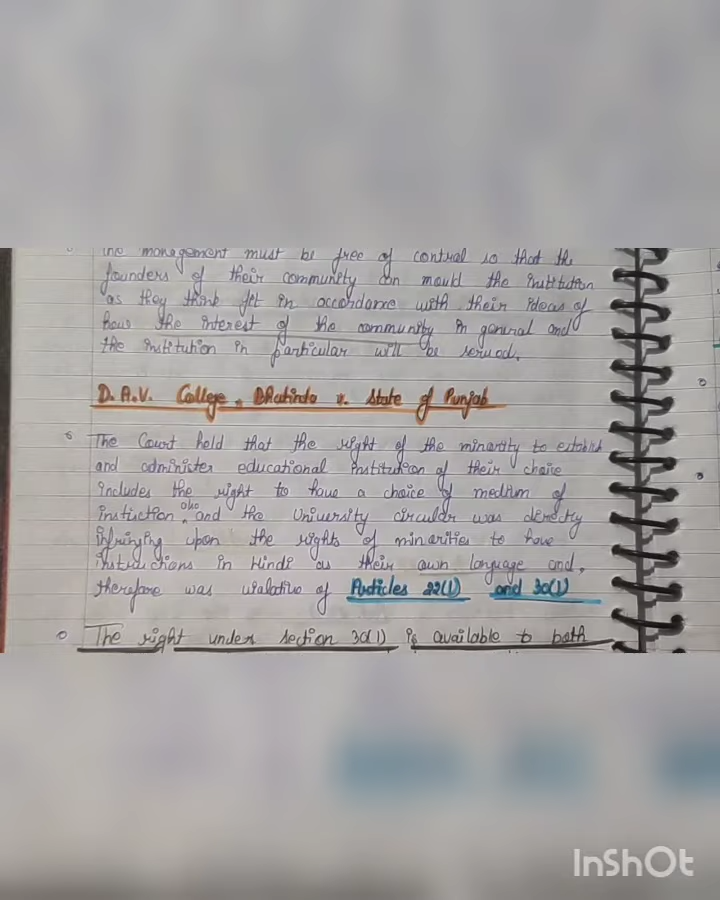 the management must be free of control so that the
founders of their community can mould the institution
as they think fit in accordance with their ideas of
how the interest of the community in general and
the institution in particular will be served.
D.A.V. College, Bhatinda v. State of Punjab
The Court held that the right of the minority to establish
and administer educational institution of their choice
includes the right to have a choice of medium of
instiction also and the University circular was directly
infringing upon the rights of minorities to have
instructions in Hindi as their own language and,
therefore was violative of Articles 22(1) and 30(1)
The right under section 30(1) is available to both
InShOt